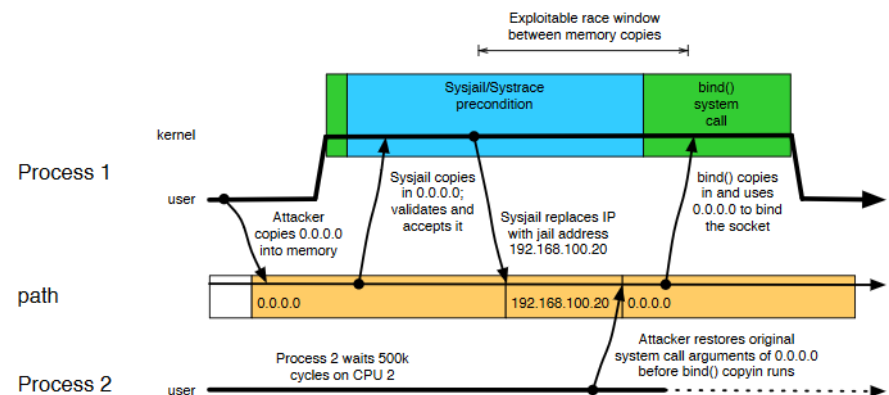 Exploitable race window
between memory copies
Sysjail/Systrace
precondition
bind()
system
call
kernel
Process 1
user
Attacker
copies 0.0.0.0
into memory
Sysjail copies
in 0.0.0.0;
validates and
accepts it
Sysjail replaces IP
with jail address
192.168.100.20
bind() copies
in and uses
0.0.0.0 to bind
the socket
path
0.0.0.0
192.168.100.20
0.0.0.0
Process 2 waits 500k
cycles on CPU 2
Attacker restores original
system call arguments of 0.0.0.0
before bind() copyin runs
Process 2
user